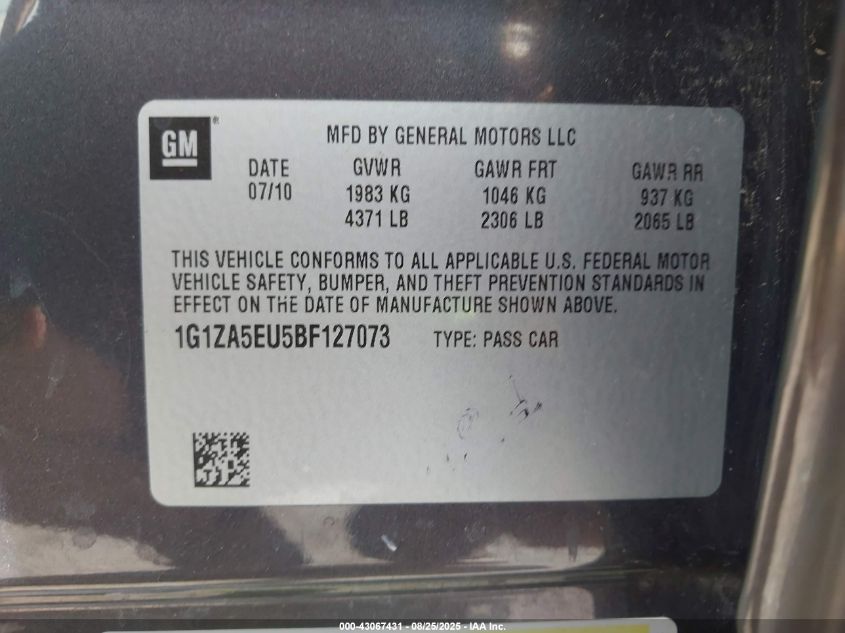 GM®
MFD BY GENERAL MOTORS LLC
DATE GVWR GAWR FRT GAWR RR
07/10 1983 KG 1046 KG 937 KG
4371 LB 2306 LB 2065 LB
THIS VEHICLE CONFORMS TO ALL APPLICABLE U.S. FEDERAL MOTOR
VEHICLE SAFETY, BUMPER, AND THEFT PREVENTION STANDARDS IN
EFFECT ON THE DATE OF MANUFACTURE SHOWN ABOVE.
1G1ZA5EU5BF127073 TYPE: PASS CAR
000-43067431 - 08/25/2025 - IAA Inc.